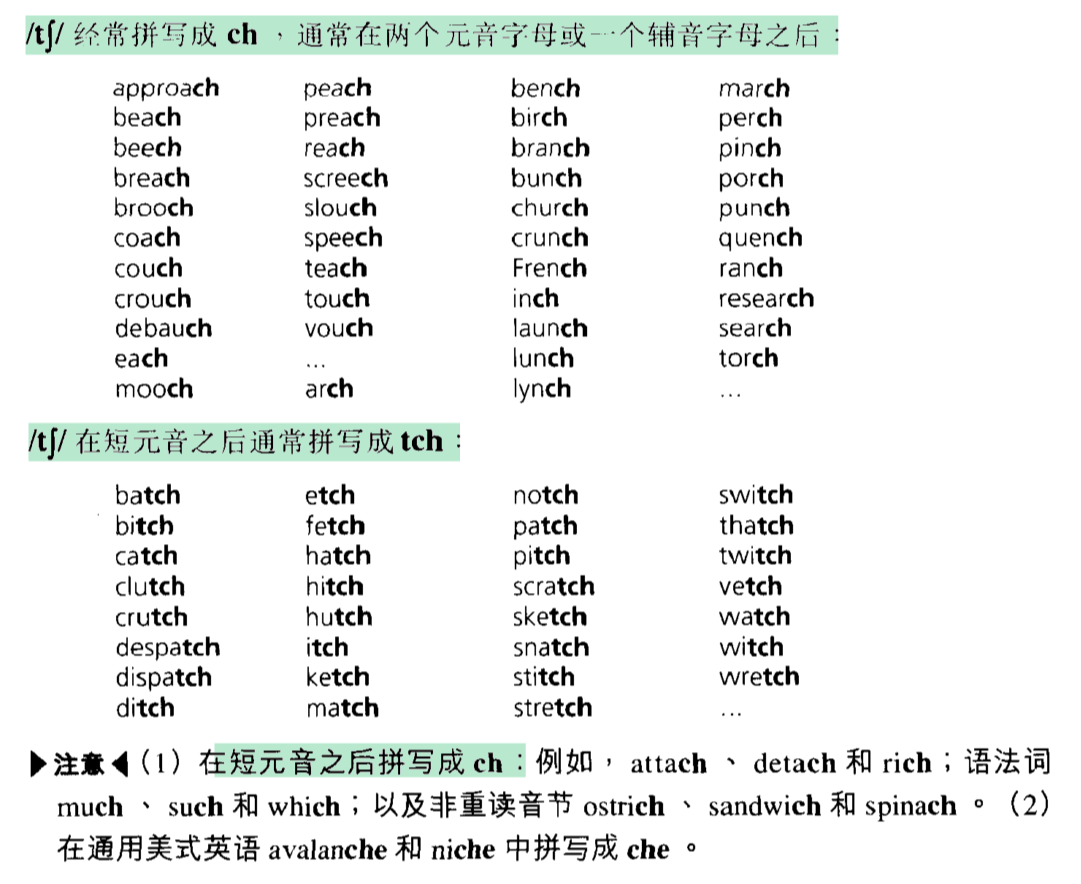 /tʃ/ 经常拼写成 ch ，通常在两个元音字母或一个辅音字母之后：
approach peach bench march
beach preach birch perch
beech reach branch pinch
breach screech bunch porch
brooch slouch church punch
coach speech crunch quench
couch teach French ranch
crouch touch inch research
debauch vouch launch search
each ... lunch torch
mooch arch lynch ...
/tʃ/ 在短元音之后通常拼写成 tch：
batch etch notch switch
bitch fetch patch thatch
catch hatch pitch twitch
clutch hitch scratch vetch
crutch hutch sketch watch
despatch itch snatch witch
dispatch ketch stitch wretch
ditch match stretch ...
▶注意◀（1）在短元音之后拼写成 ch：例如，attach 、 detach 和 rich；语法词
much 、 such 和 which；以及非重读音节 ostrich 、 sandwich 和 spinach 。（2）
在通用美式英语 avalanche 和 niche 中拼写成 che 。